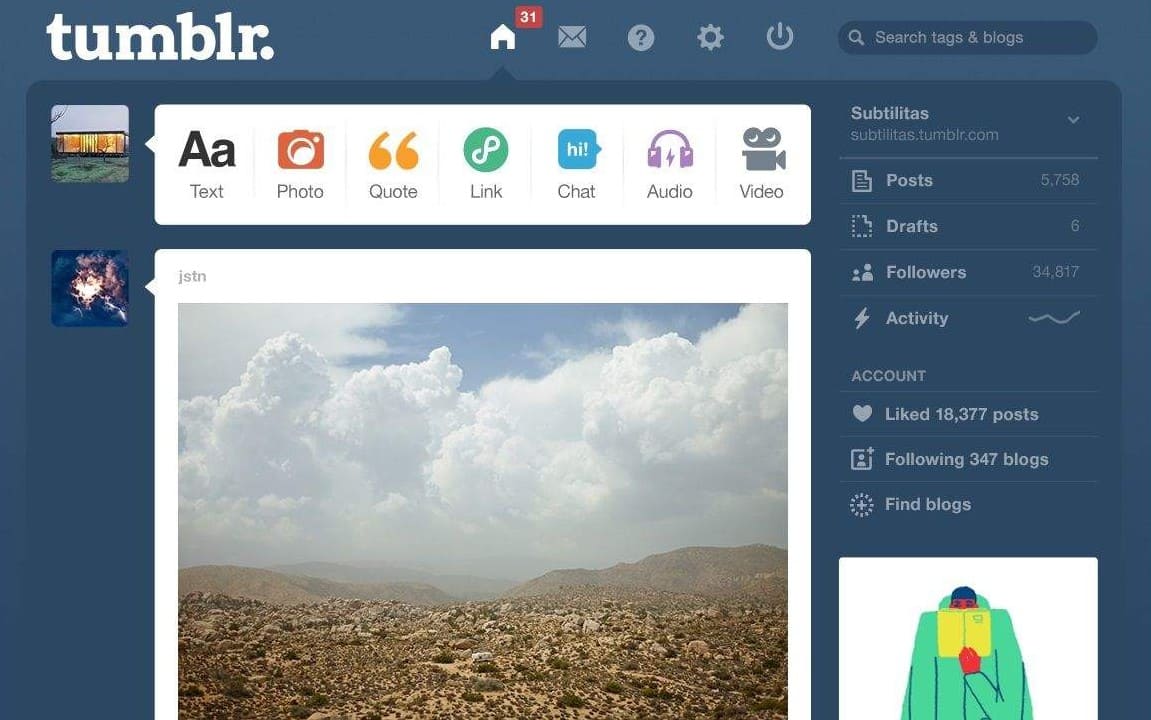 tumblr.
31
?
Search tags & blogs
Aa
hi!
Text
Photo
Quote
Link
Chat
Audio
Video
jstn
Subtilitas
subtilitas.tumblr.com
Posts 5,758
Drafts 6
Followers 34,817
Activity
ACCOUNT
Liked 18,377 posts
Following 347 blogs
Find blogs